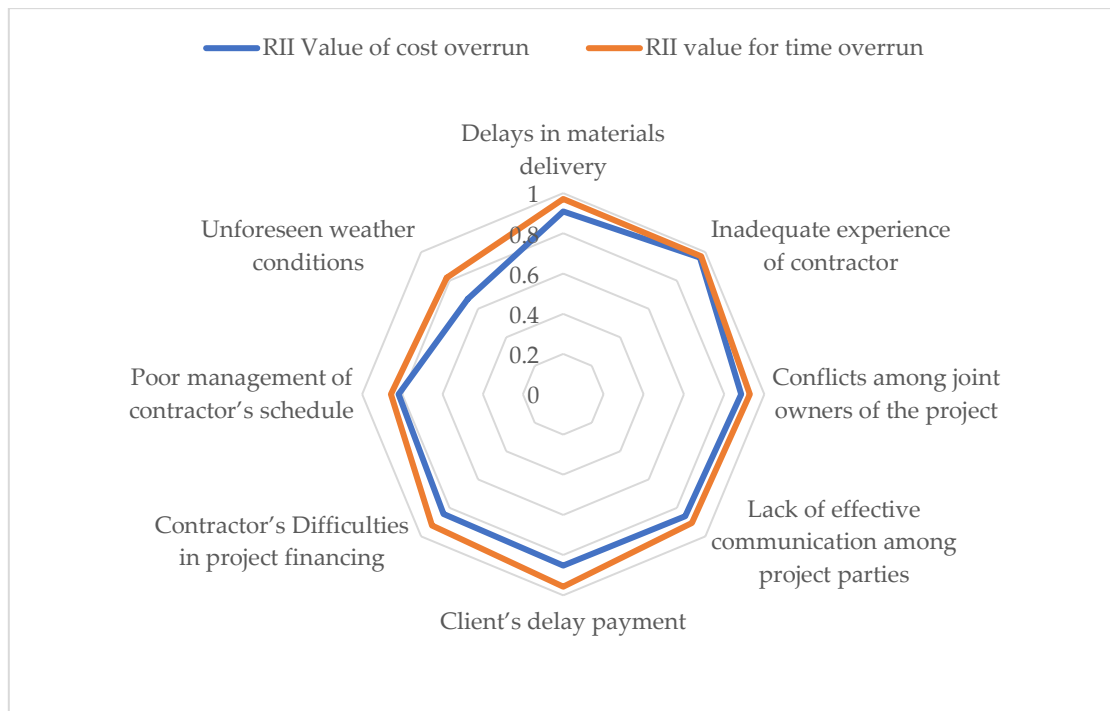 RII Value of cost overrun
RII value for time overrun
Delays in materials
delivery
1
0.8
0.6
0.4
0.2
0
Inadequate experience
of contractor
Conflicts among joint
owners of the project
Lack of effective
communication among
project parties
Client’s delay payment
Contractor’s Difficulties
in project financing
Poor management of
contractor’s schedule
Unforeseen weather
conditions